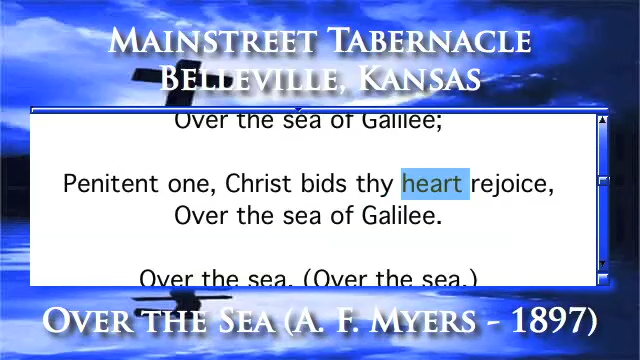 Mainstreet Tabernacle
Belleville, Kansas
Over the sea of Galilee;
Penitent one, Christ bids thy heart rejoice,
Over the sea of Galilee.
Over the sea, (Over the sea,)
Over the Sea (A. F. Myers - 1897)